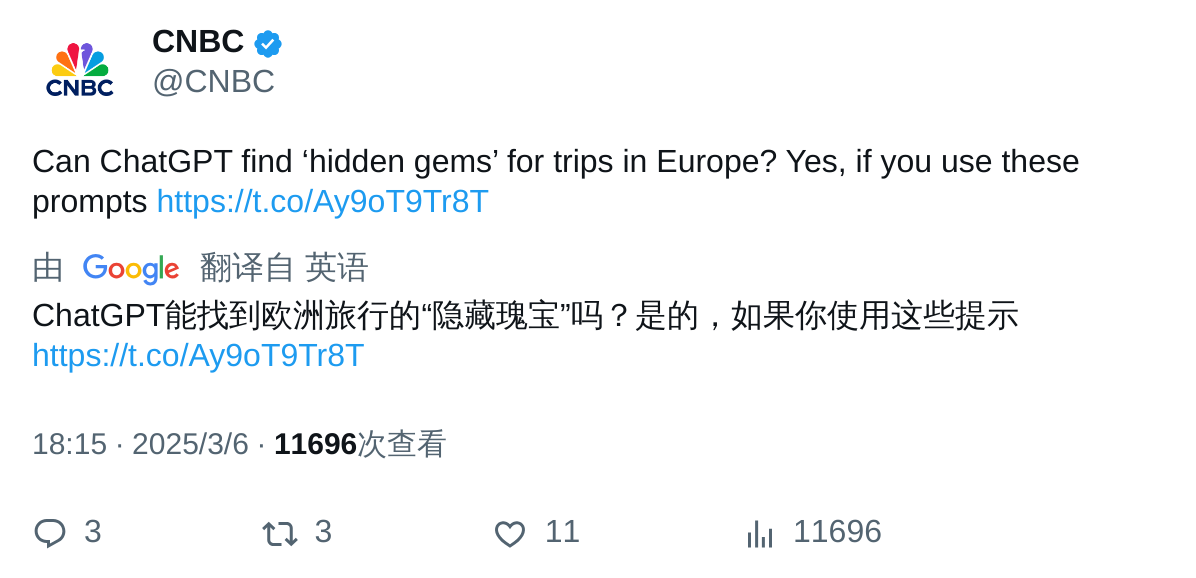 CNBC
CNBC
@CNBC
Can ChatGPT find ‘hidden gems’ for trips in Europe? Yes, if you use these
prompts https://t.co/Ay9oT9Tr8T
由 Google 翻译自 英语
ChatGPT能找到欧洲旅行的“隐藏瑰宝”吗？是的，如果你使用这些提示
https://t.co/Ay9oT9Tr8T
18:15 · 2025/3/6 · 11696次查看
3 3 11 11696